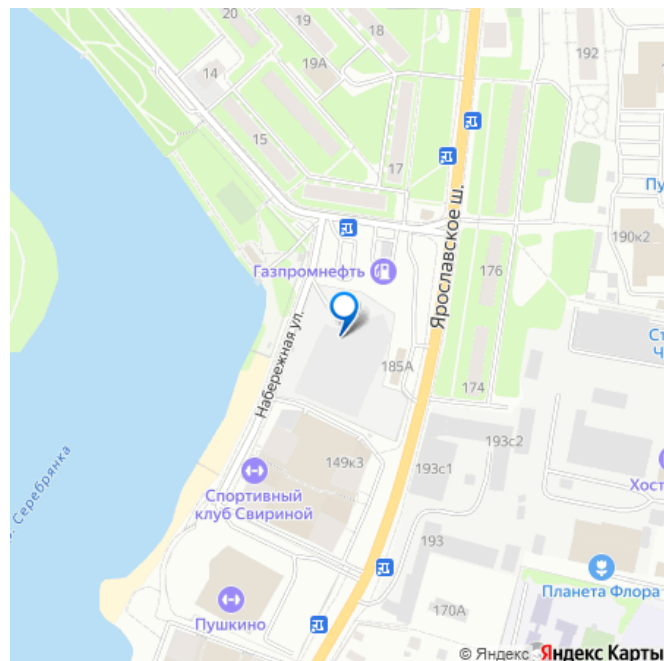 20
19
18
192
14
19А
15
17
Пу
190к2
Газпромнефть
Ярославское ш.
176
Набережная ул.
Ст
Ч
185А
174
193с2
149к3
193с1
Хост
Спортивный
клуб Свириной
Серебрянка
193
Планета Флора
Пушкино
170А
© Яндекс Яндекс Карты